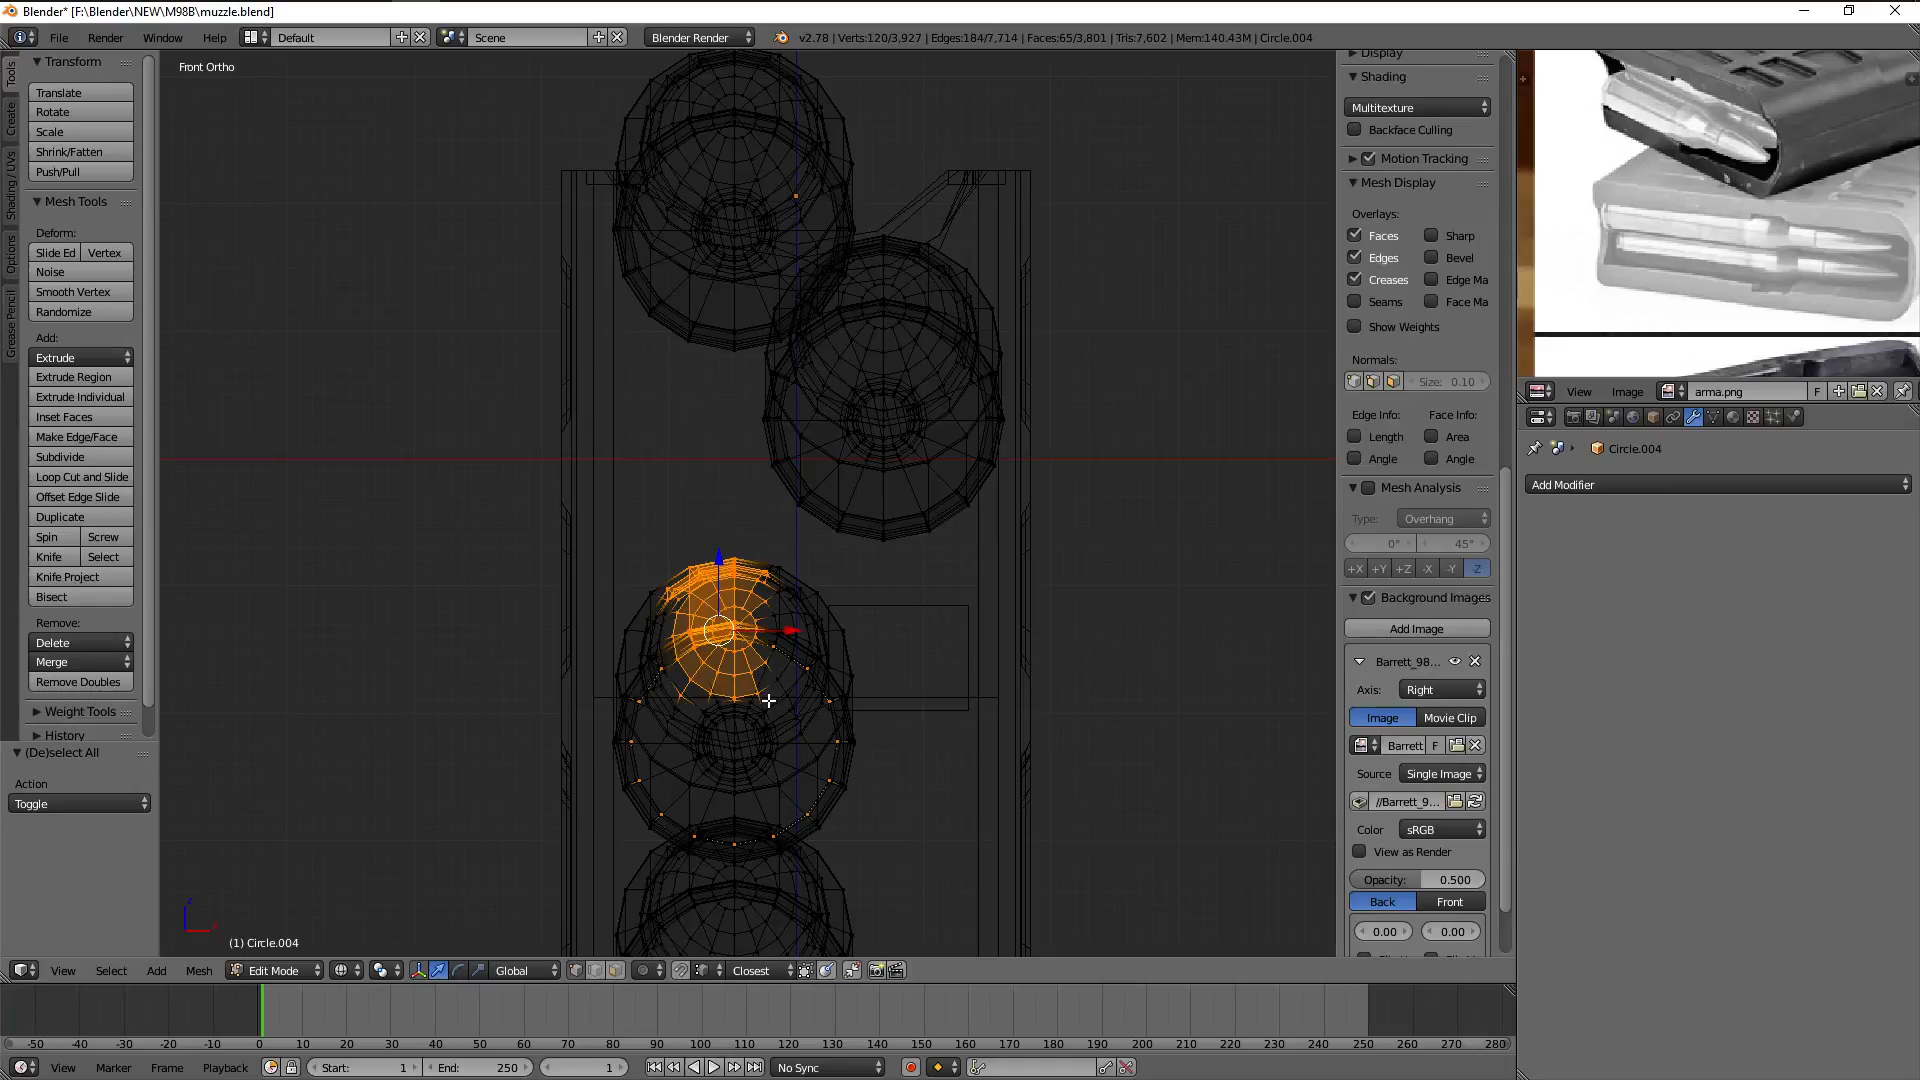 Blender* [F:\Blender\NEW\M98B\muzzle.blend]
File Render Window Help Default Scene Blender Render v2.78 | Verts:120/3,927 | Edges:184/7,714 | Faces:65/3,801 | Tris:7,602 | Mem:140.43M | Circle.004
Tools
Create
Shading / UVs
Options
Grease Pencil
Transform
Translate
Rotate
Scale
Shrink/Fatten
Push/Pull
Mesh Tools
Deform:
Slide Ed Vertex
Noise
Smooth Vertex
Randomize
Add:
Extrude
Extrude Region
Extrude Individual
Inset Faces
Make Edge/Face
Subdivide
Loop Cut and Slide
Offset Edge Slide
Duplicate
Spin Screw
Knife Select
Knife Project
Bisect
Remove:
Delete
Merge
Remove Doubles
Weight Tools
History
(De)select All
Action
Toggle
Front Ortho
(1) Circle.004
Display
Shading
Multitexture
Backface Culling
Motion Tracking
Mesh Display
Overlays:
Faces Sharp
Edges Bevel
Creases Edge Ma
Seams Face Ma
Show Weights
Normals:
Size: 0.10
Edge Info: Face Info:
Length Area
Angle Angle
Mesh Analysis
Type: Overhang
0° 45°
+X +Y +Z -X -Y -Z
Background Images
Add Image
Barrett_98...
Axis: Right
Image Movie Clip
Barrett F
Source Single Image
//Barrett_9...
Color sRGB
View as Render
Opacity: 0.500
Back Front
0.00 0.00
View Image arma.png F
Circle.004
Add Modifier
View Select Add Mesh Edit Mode Global Closest
-50 -40 -30 -20 -10 0 10 20 30 40 50 60 70 80 90 100 110 120 130 140 150 160 170 180 190 200 210 220 230 240 250 260 270 280
View Marker Frame Playback Start: 1 End: 250 1 No Sync